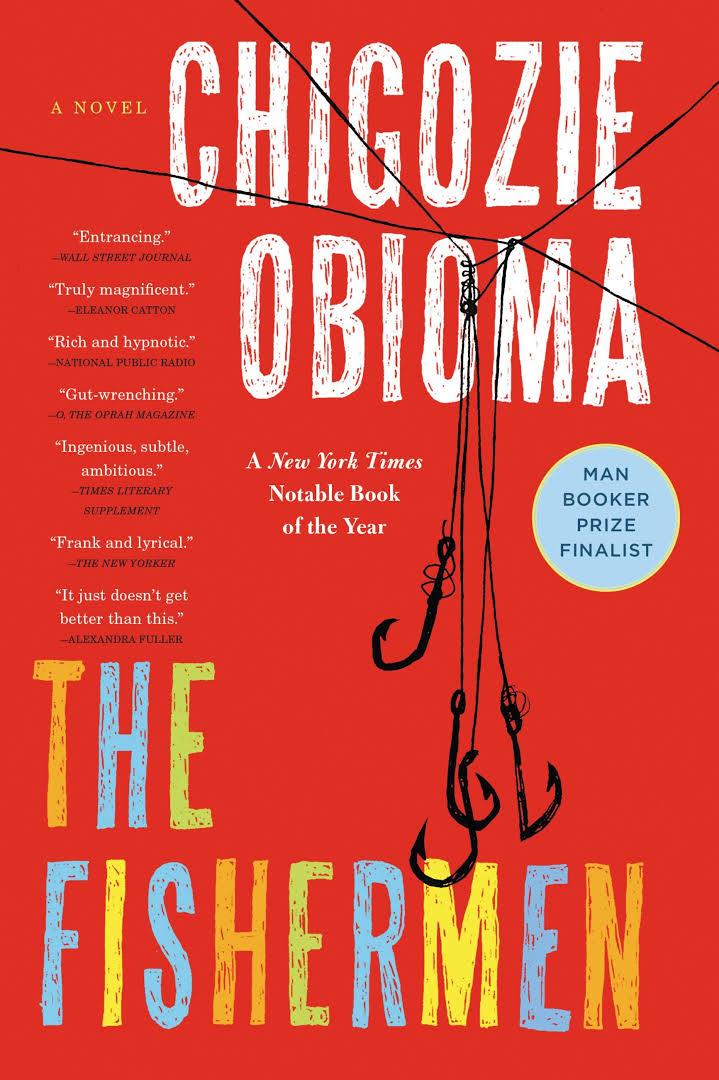 CHIGOZIE
A NOVEL
OBIOMA
“Entrancing.”
—WALL STREET JOURNAL
“Truly magnificent.”
—ELEANOR CATTON
“Rich and hypnotic.”
—NATIONAL PUBLIC RADIO
“Gut-wrenching.”
—O, THE OPRAH MAGAZINE
“Ingenious, subtle,
ambitious.”
—TIMES LITERARY
SUPPLEMENT
“Frank and lyrical.”
—THE NEW YORKER
“It just doesn’t get
better than this.”
—ALEXANDRA FULLER
A New York Times
Notable Book
of the Year
MAN
BOOKER
PRIZE
FINALIST
THE
FISHERMEN